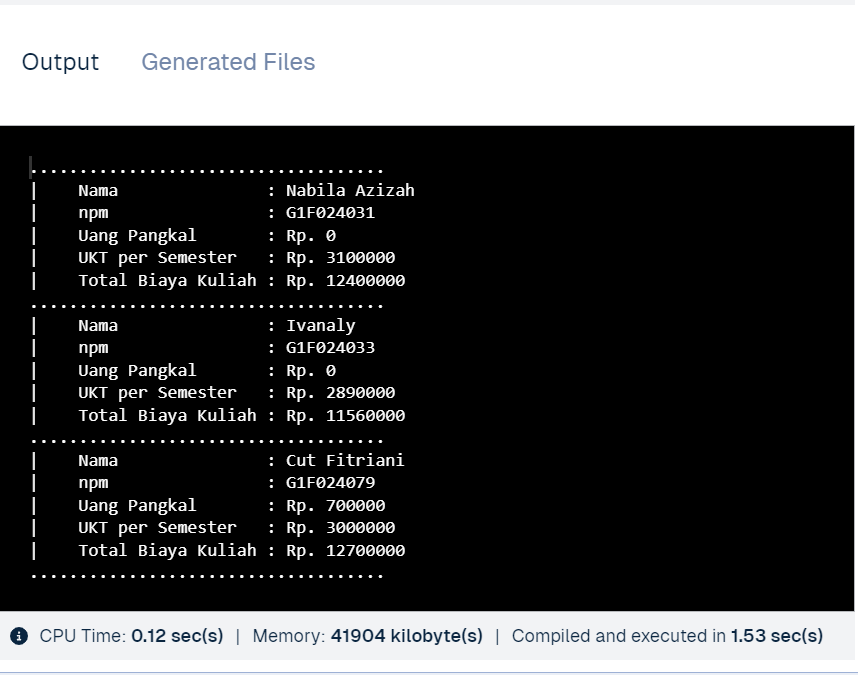 Output Generated Files
....................................
| Nama : Nabila Azizah
| npm : G1F024031
| Uang Pangkal : Rp. 0
| UKT per Semester : Rp. 3100000
| Total Biaya Kuliah : Rp. 12400000
....................................
| Nama : Ivanaly
| npm : G1F024033
| Uang Pangkal : Rp. 0
| UKT per Semester : Rp. 2890000
| Total Biaya Kuliah : Rp. 11560000
....................................
| Nama : Cut Fitriani
| npm : G1F024079
| Uang Pangkal : Rp. 700000
| UKT per Semester : Rp. 3000000
| Total Biaya Kuliah : Rp. 12700000
....................................
CPU Time: 0.12 sec(s) | Memory: 41904 kilobyte(s) | Compiled and executed in 1.53 sec(s)